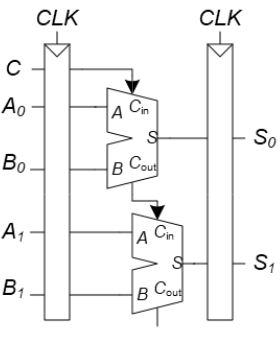 CLK CLK
C
A0 A Cin
S S0
B0 B Cout
A1 A Cin
S S1
B1 B Cout